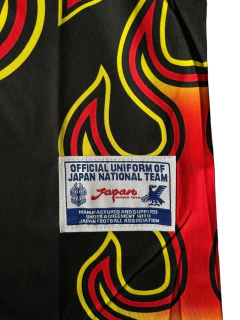 OFFICIAL UNIFORM OF
JAPAN NATIONAL TEAM
Japan
MANUFACTURED AND SUPPLIED
UNDER AGREEMENT WITH
JAPAN FOOTBALL ASSOCIATION